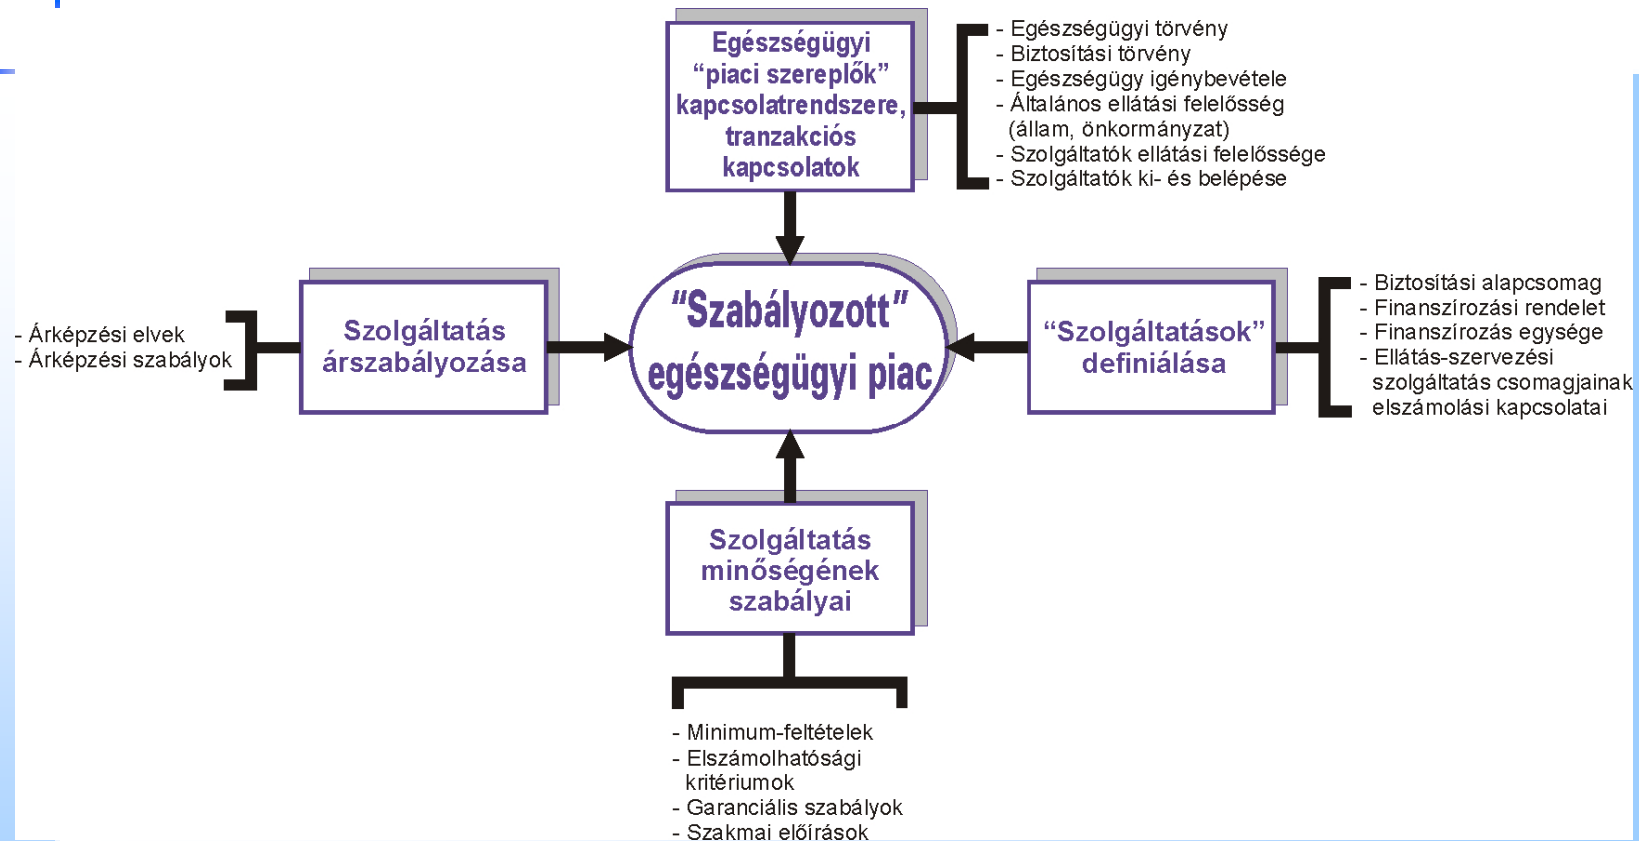 Egészségügyi
“piaci szereplők”
kapcsolatrendszere,
tranzakciós
kapcsolatok
- Egészségügyi törvény
- Biztosítási törvény
- Egészségügy igénybevétele
- Általános ellátási felelősség
(állam, önkormányzat)
- Szolgáltatók ellátási felelőssége
- Szolgáltatók ki- és belépése
- Árképzési elvek
- Árképzési szabályok
Szolgáltatás
árszabályozása
“Szabályozott”
egészségügyi piac
“Szolgáltatások”
definiálása
- Biztosítási alapcsomag
- Finanszírozási rendelet
- Finanszírozás egysége
- Ellátás-szervezési
szolgáltatás csomagjainak
elszámolási kapcsolatai
Szolgáltatás
minőségének
szabályai
- Minimum-feltételek
- Elszámolhatósági
kritériumok
- Garanciális szabályok
- Szakmai előírások